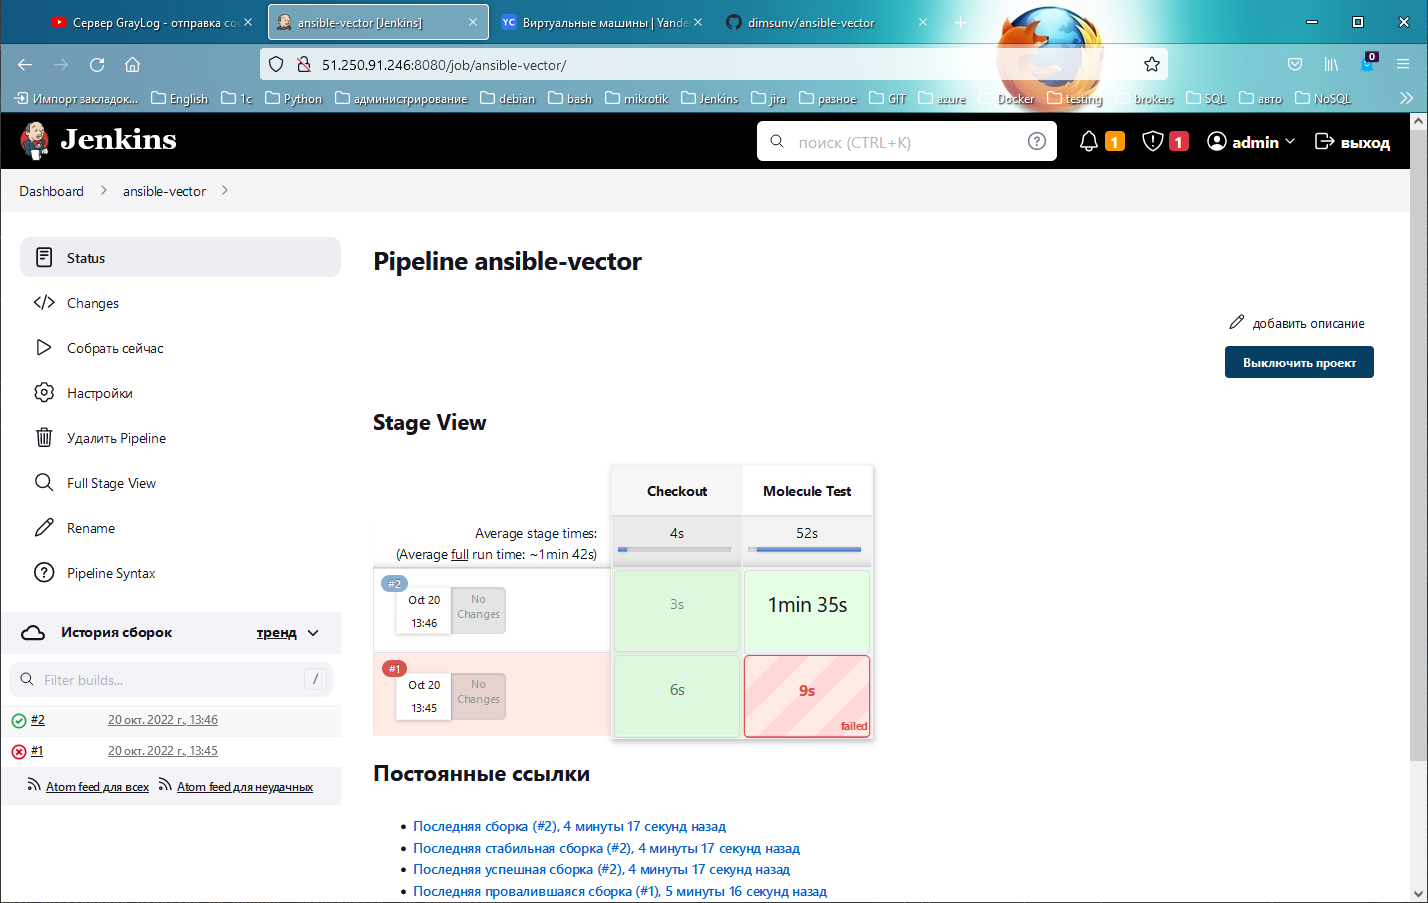 Сервер GrayLog - отправка соо
ansible-vector [Jenkins]
YC Виртуальные машины | Yande
dimsunv/ansible-vector
51.250.91.246:8080/job/ansible-vector/
0
Импорт закладок...
English
1c
Python
администрирование
debian
bash
mikrotik
Jenkins
jira
разное
GIT
azure
Docker
testing
brokers
SQL
авто
NoSQL
Jenkins
поиск (CTRL+K)
1
1
admin
выход
Dashboard
ansible-vector
Status
Changes
Собрать сейчас
Настройки
Удалить Pipeline
Full Stage View
Rename
Pipeline Syntax
История сборок
тренд
Filter builds...
/
#2 20 окт. 2022 г., 13:46
#1 20 окт. 2022 г., 13:45
Atom feed для всех
Atom feed для неудачных
Pipeline ansible-vector
добавить описание
Выключить проект
Stage View
Checkout
Molecule Test
Average stage times:
(Average full run time: ~1min 42s)
4s
52s
#2
Oct 20
13:46
No
Changes
3s
1min 35s
#1
Oct 20
13:45
No
Changes
6s
9s
failed
Постоянные ссылки
Последняя сборка (#2), 4 минуты 17 секунд назад
Последняя стабильная сборка (#2), 4 минуты 17 секунд назад
Последняя успешная сборка (#2), 4 минуты 17 секунд назад
Последняя провалившаяся сборка (#1), 5 минуты 16 секунд назад